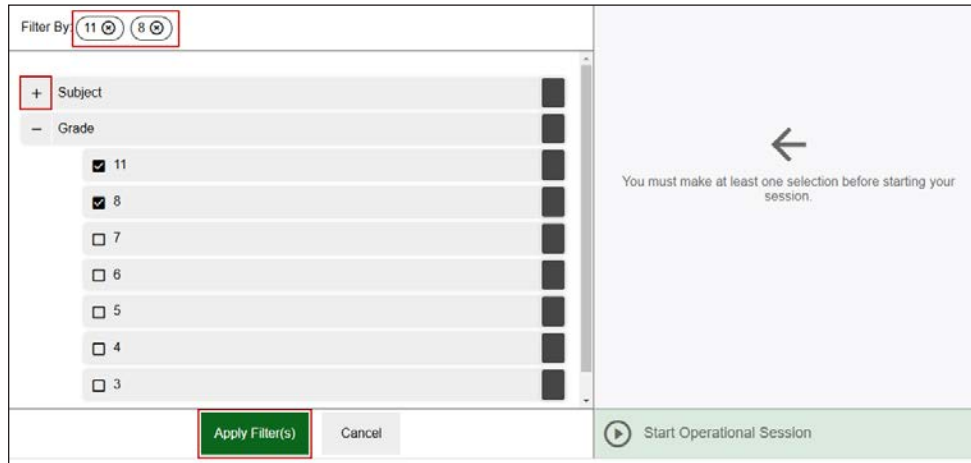 Filter By: 11 8
+ Subject
− Grade
11
8
7
6
5
4
3
Apply Filter(s) Cancel
You must make at least one selection before starting your
session.
Start Operational Session